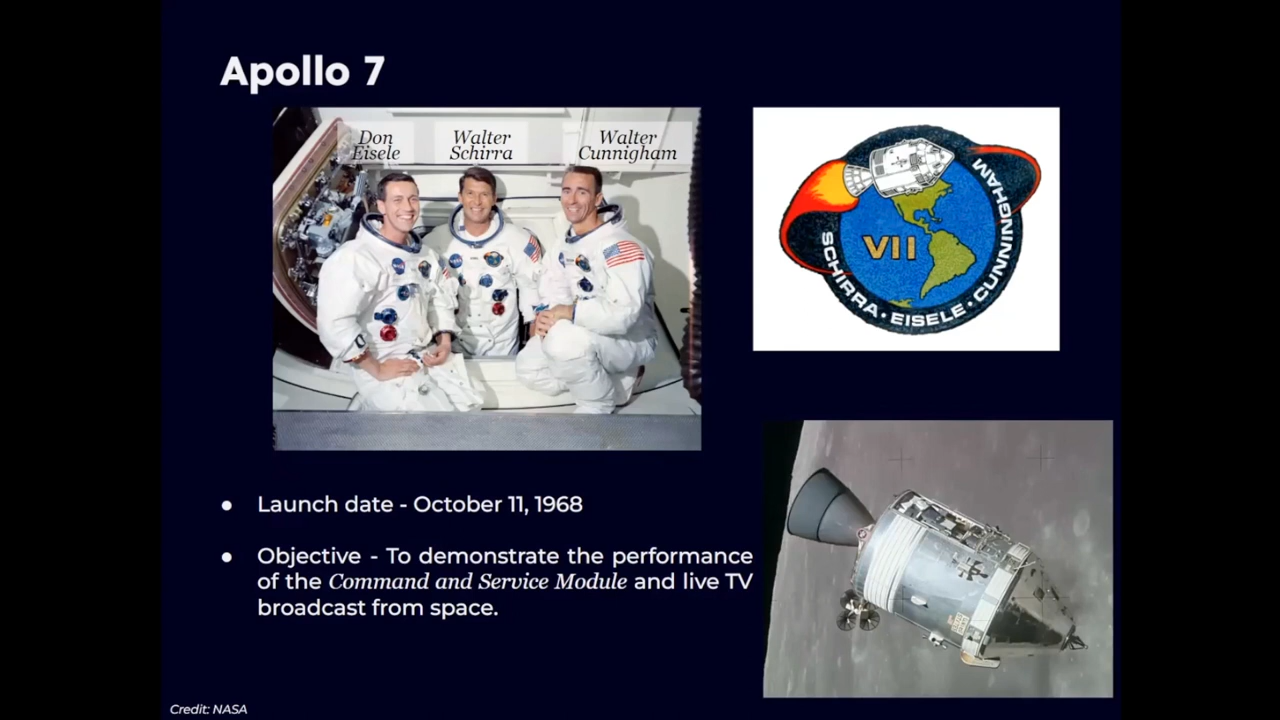 Apollo 7
Don
Eisele
Walter
Schirra
Walter
Cunnigham
VII
SCHIRRA • EISELE • CUNNINGHAM
● Launch date - October 11, 1968
● Objective - To demonstrate the performance
of the Command and Service Module and live TV
broadcast from space.
Credit: NASA